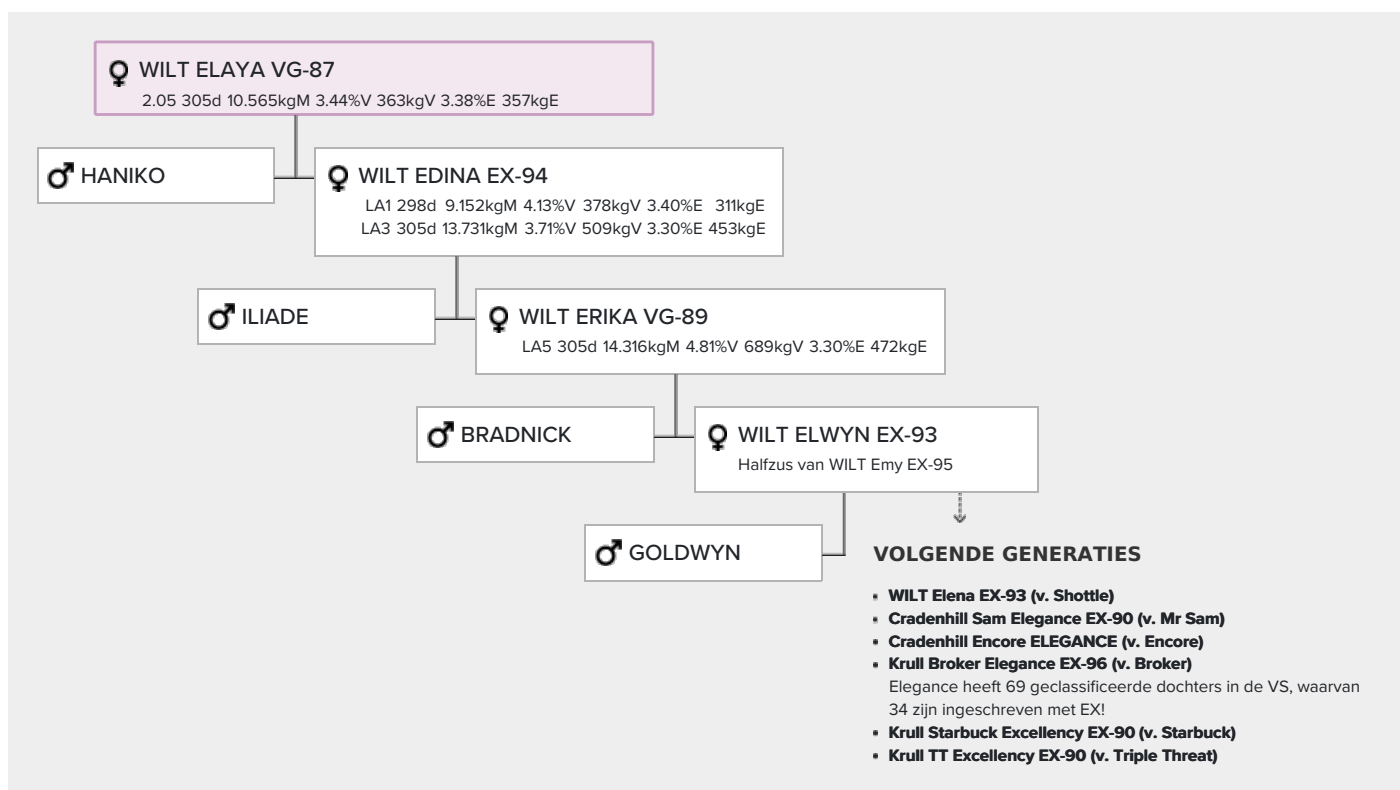 WILT ELAYA VG-87
2.05 305d 10.565kgM 3.44%V 363kgV 3.38%E 357kgE
HANIKO
WILT EDINA EX-94
LA1 298d 9.152kgM 4.13%V 378kgV 3.40%E 311kgE
LA3 305d 13.731kgM 3.71%V 509kgV 3.30%E 453kgE
ILIADE
WILT ERIKA VG-89
LA5 305d 14.316kgM 4.81%V 689kgV 3.30%E 472kgE
BRADNICK
WILT ELWYN EX-93
Halfzus van WILT Emy EX-95
GOLDWYN
VOLGENDE GENERATIES
WILT Elena EX-93 (v. Shottle)
Cradenhill Sam Elegance EX-90 (v. Mr Sam)
Cradenhill Encore ELEGANCE (v. Encore)
Krull Broker Elegance EX-96 (v. Broker)
Elegance heeft 69 geclassificeerde dochters in de VS, waarvan
34 zijn ingeschreven met EX!
Krull Starbuck Excellency EX-90 (v. Starbuck)
Krull TT Excellency EX-90 (v. Triple Threat)